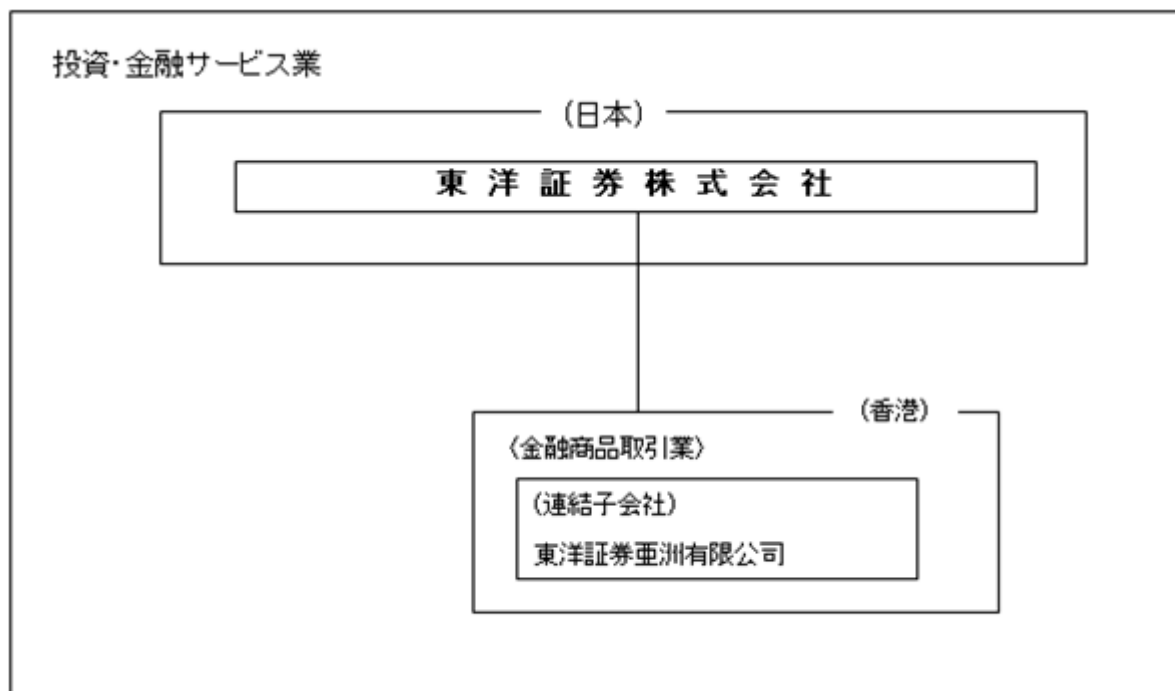 投資・金融サービス業
（日本）
東洋証券株式会社
（香港）
〈金融商品取引業〉
（連結子会社）
東洋証券亜洲有限公司